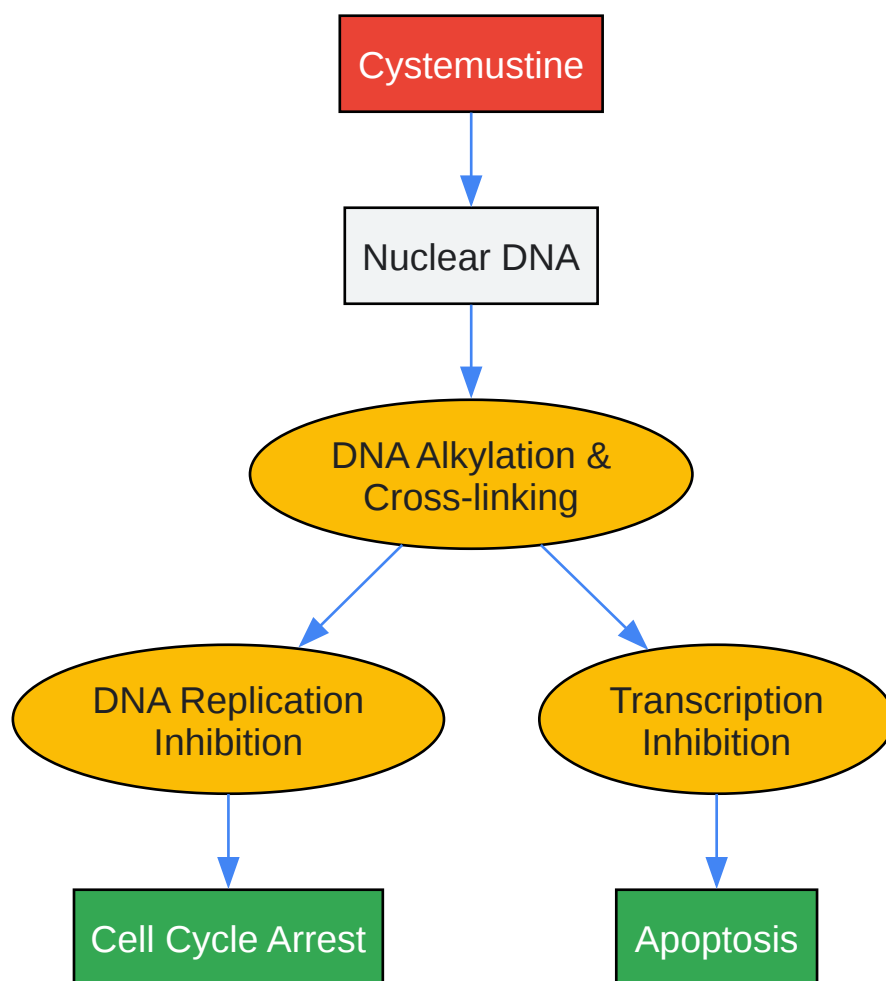 Cystemustine
Nuclear DNA
DNA Alkylation &
Cross-linking
DNA Replication
Inhibition
Transcription
Inhibition
Cell Cycle Arrest
Apoptosis